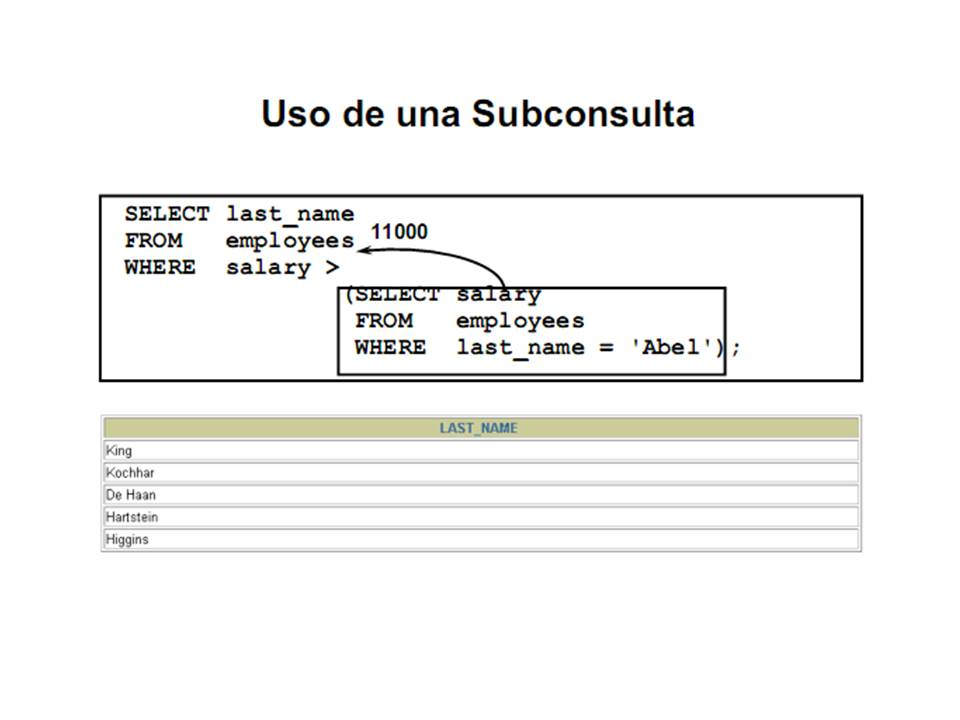 Uso de una Subconsulta
SELECT last_name
FROM employees
11000
WHERE salary >
(SELECT salary
FROM employees
WHERE last_name = 'Abel');
LAST_NAME
King
Kochhar
De Haan
Hartstein
Higgins